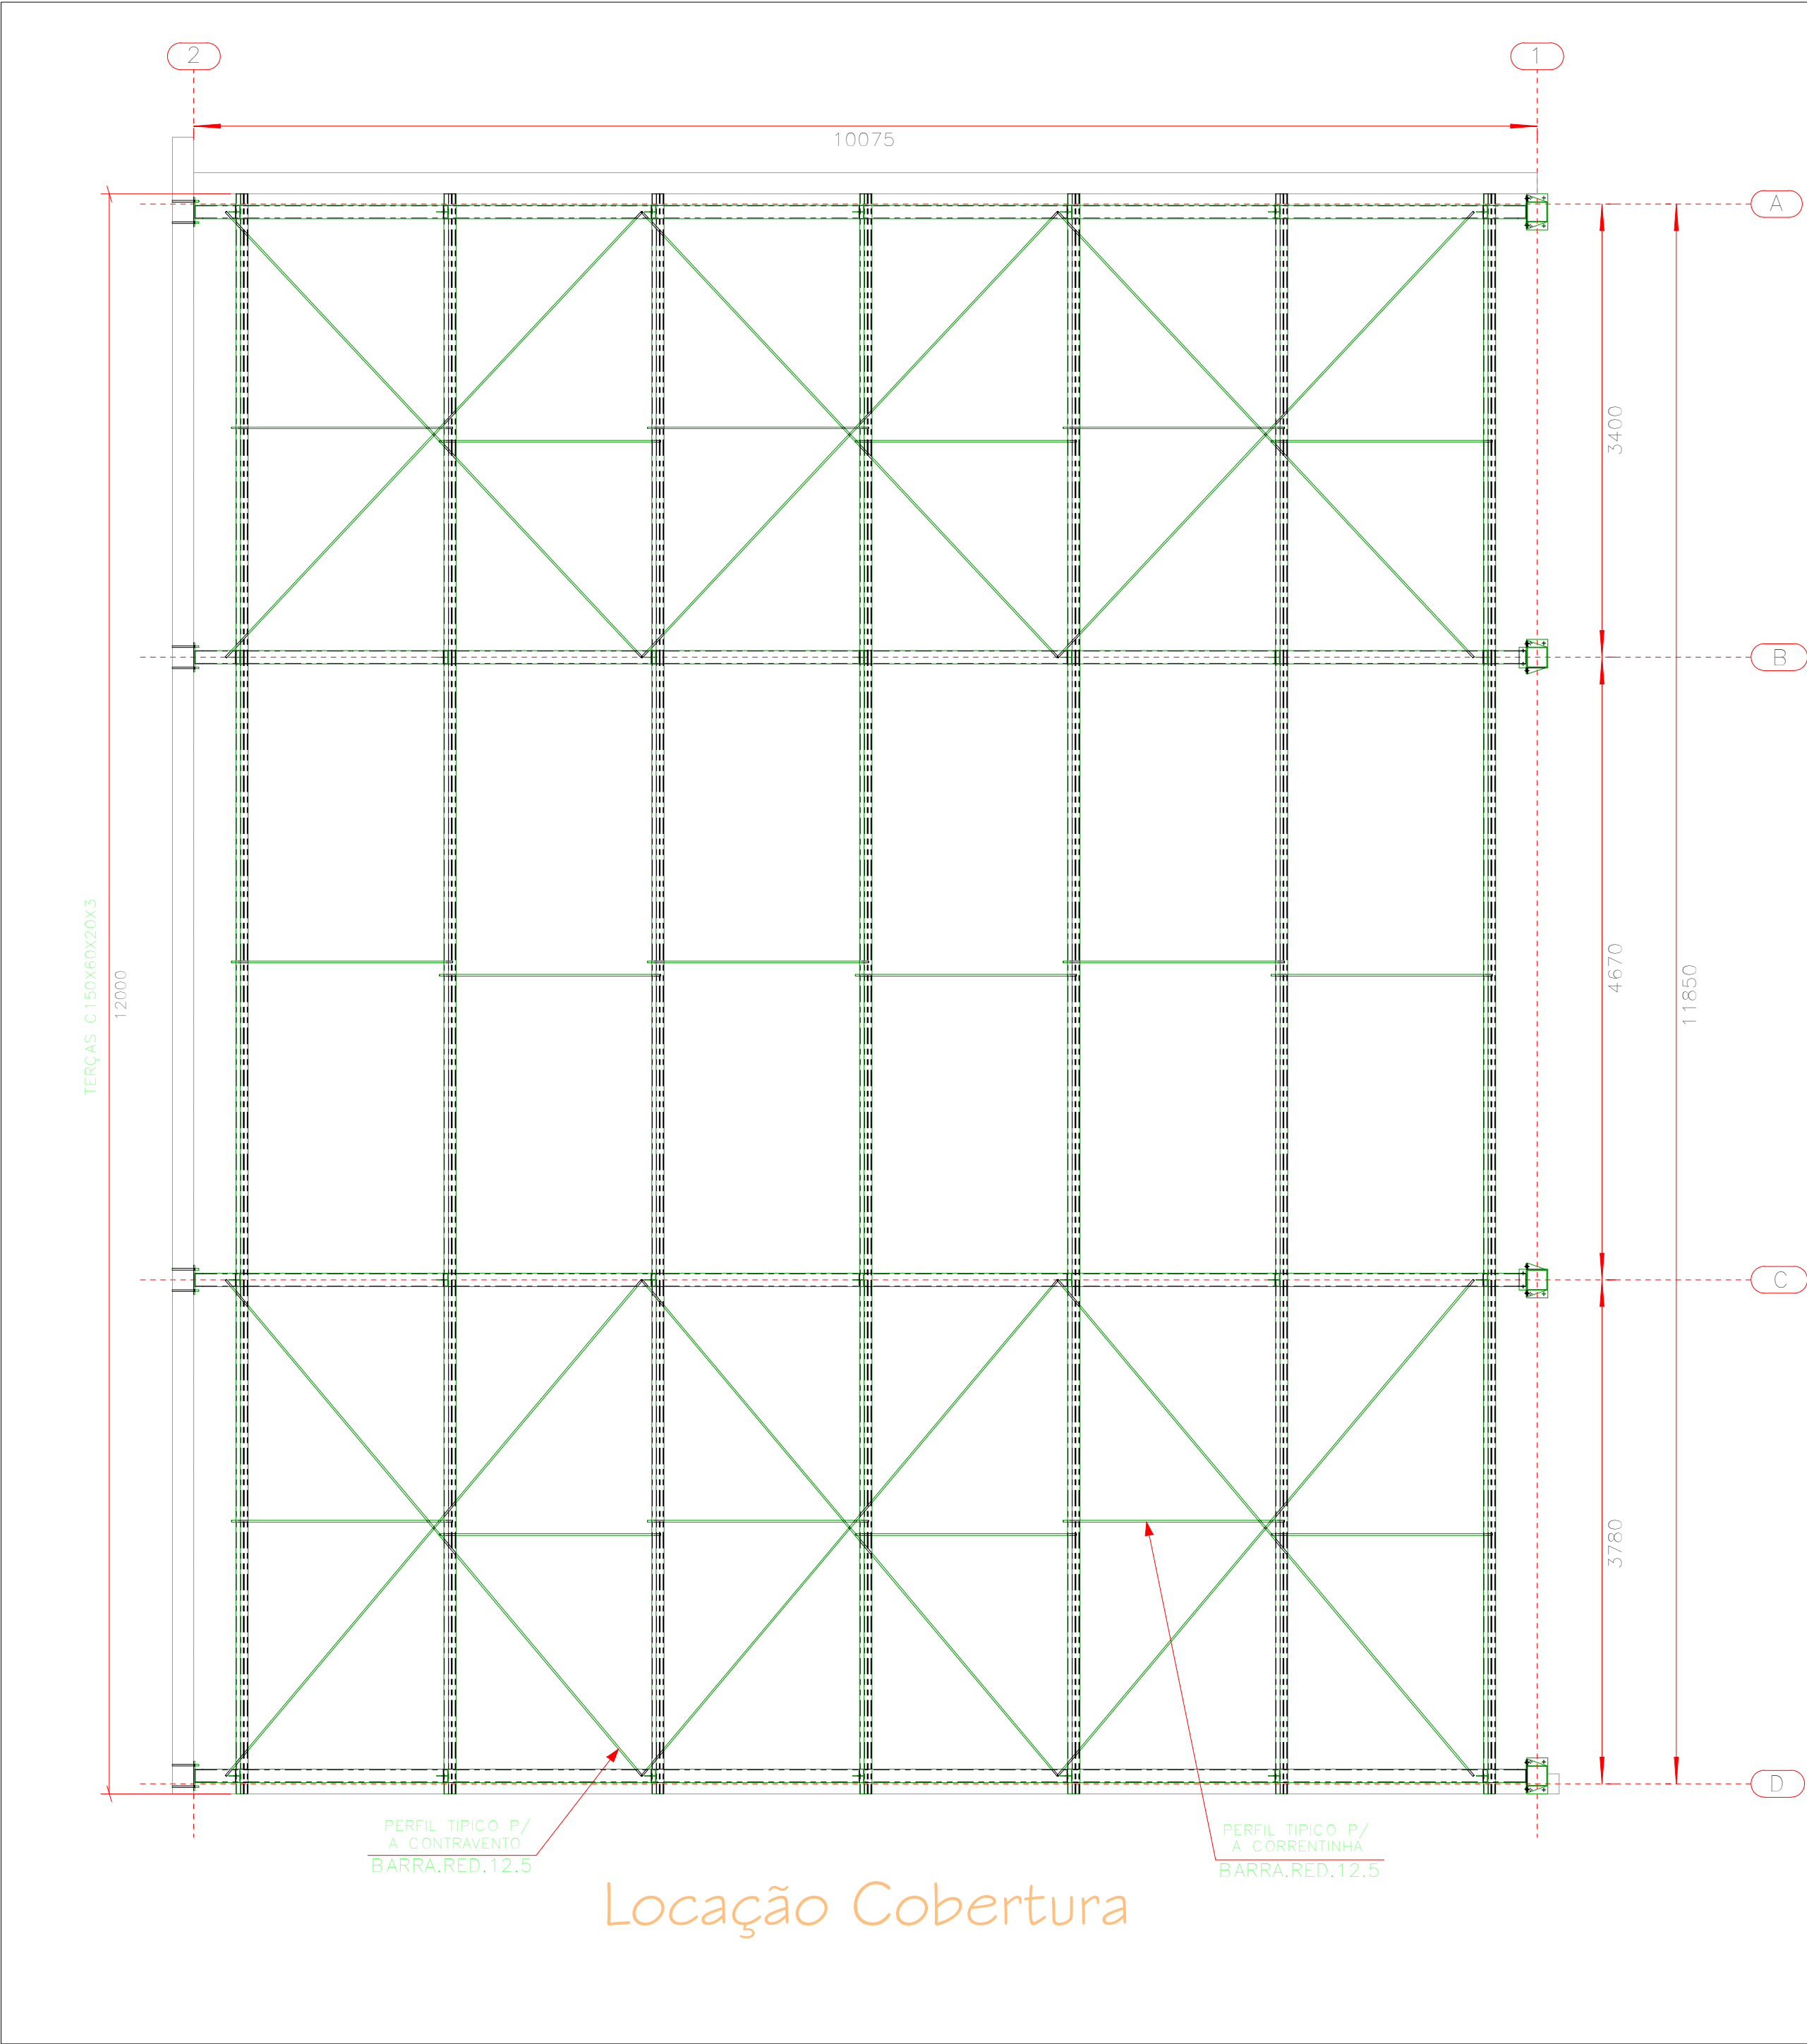 2
1
10075
A
3400
B
4670
11850
TERÇAS C150X60X20X3
12000
C
3780
D
PERFIL TIPICO P/
A CONTRAVENTO
BARRA.RED.12.5
PERFIL TIPICO P/
A CORRENTINHA
BARRA.RED.12.5
Locação Cobertura